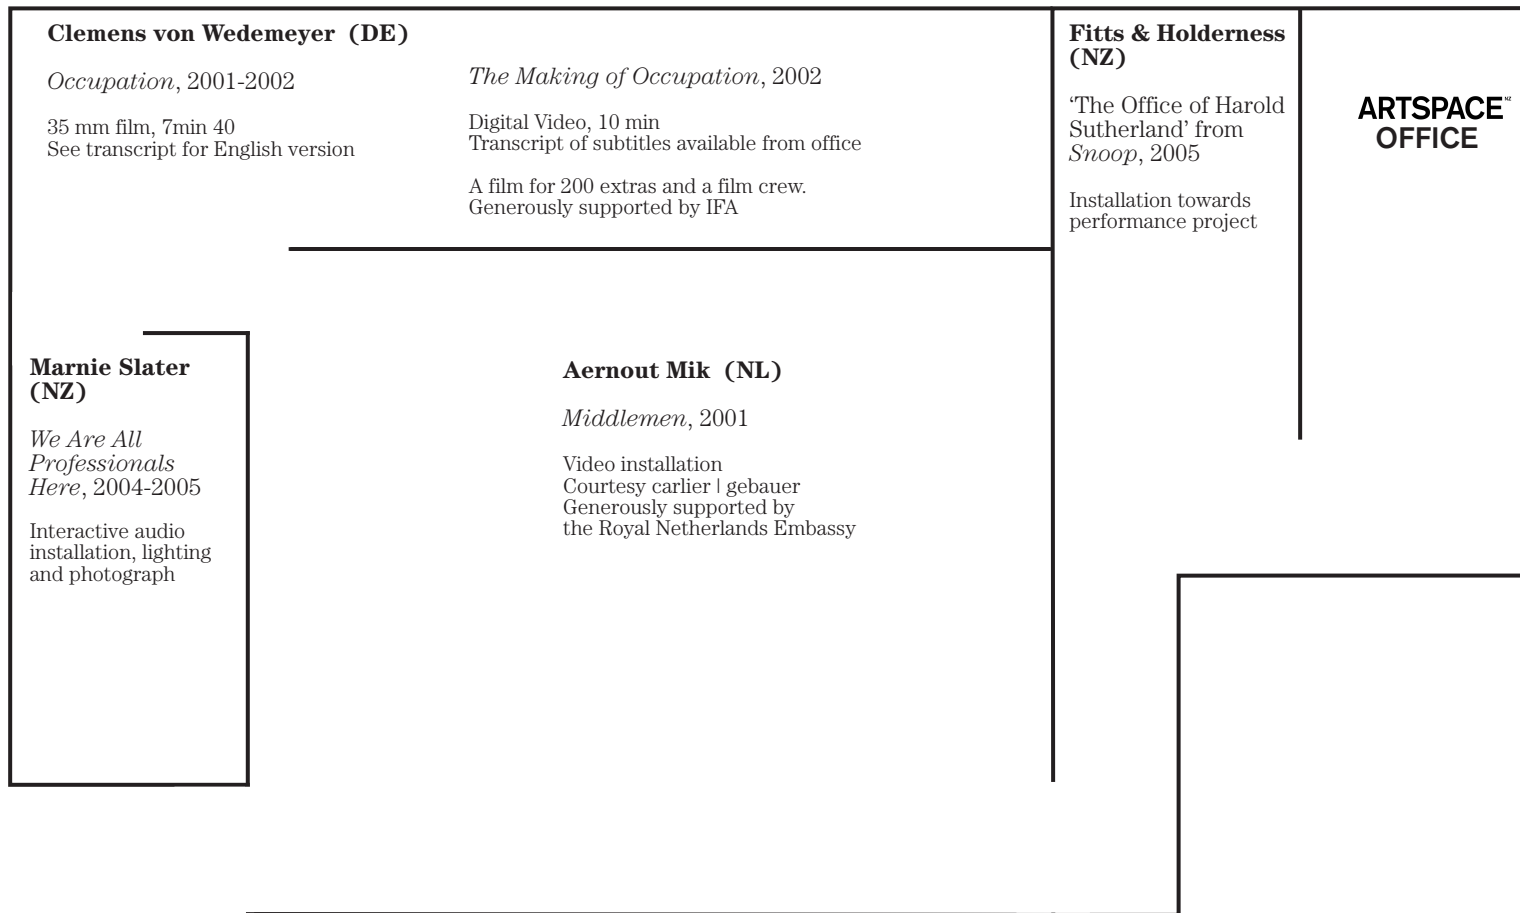 Clemens von Wedemeyer (DE)
Occupation, 2001-2002
35 mm film, 7min 40
See transcript for English version
The Making of Occupation, 2002
Digital Video, 10 min
Transcript of subtitles available from office
A film for 200 extras and a film crew.
Generously supported by IFA
Fitts & Holderness
(NZ)
‘The Office of Harold
Sutherland’ from
Snoop, 2005
Installation towards
performance project
ARTSPACE NZ
OFFICE
Marnie Slater
(NZ)
We Are All
Professionals
Here, 2004-2005
Interactive audio
installation, lighting
and photograph
Aernout Mik (NL)
Middlemen, 2001
Video installation
Courtesy carlier | gebauer
Generously supported by
the Royal Netherlands Embassy